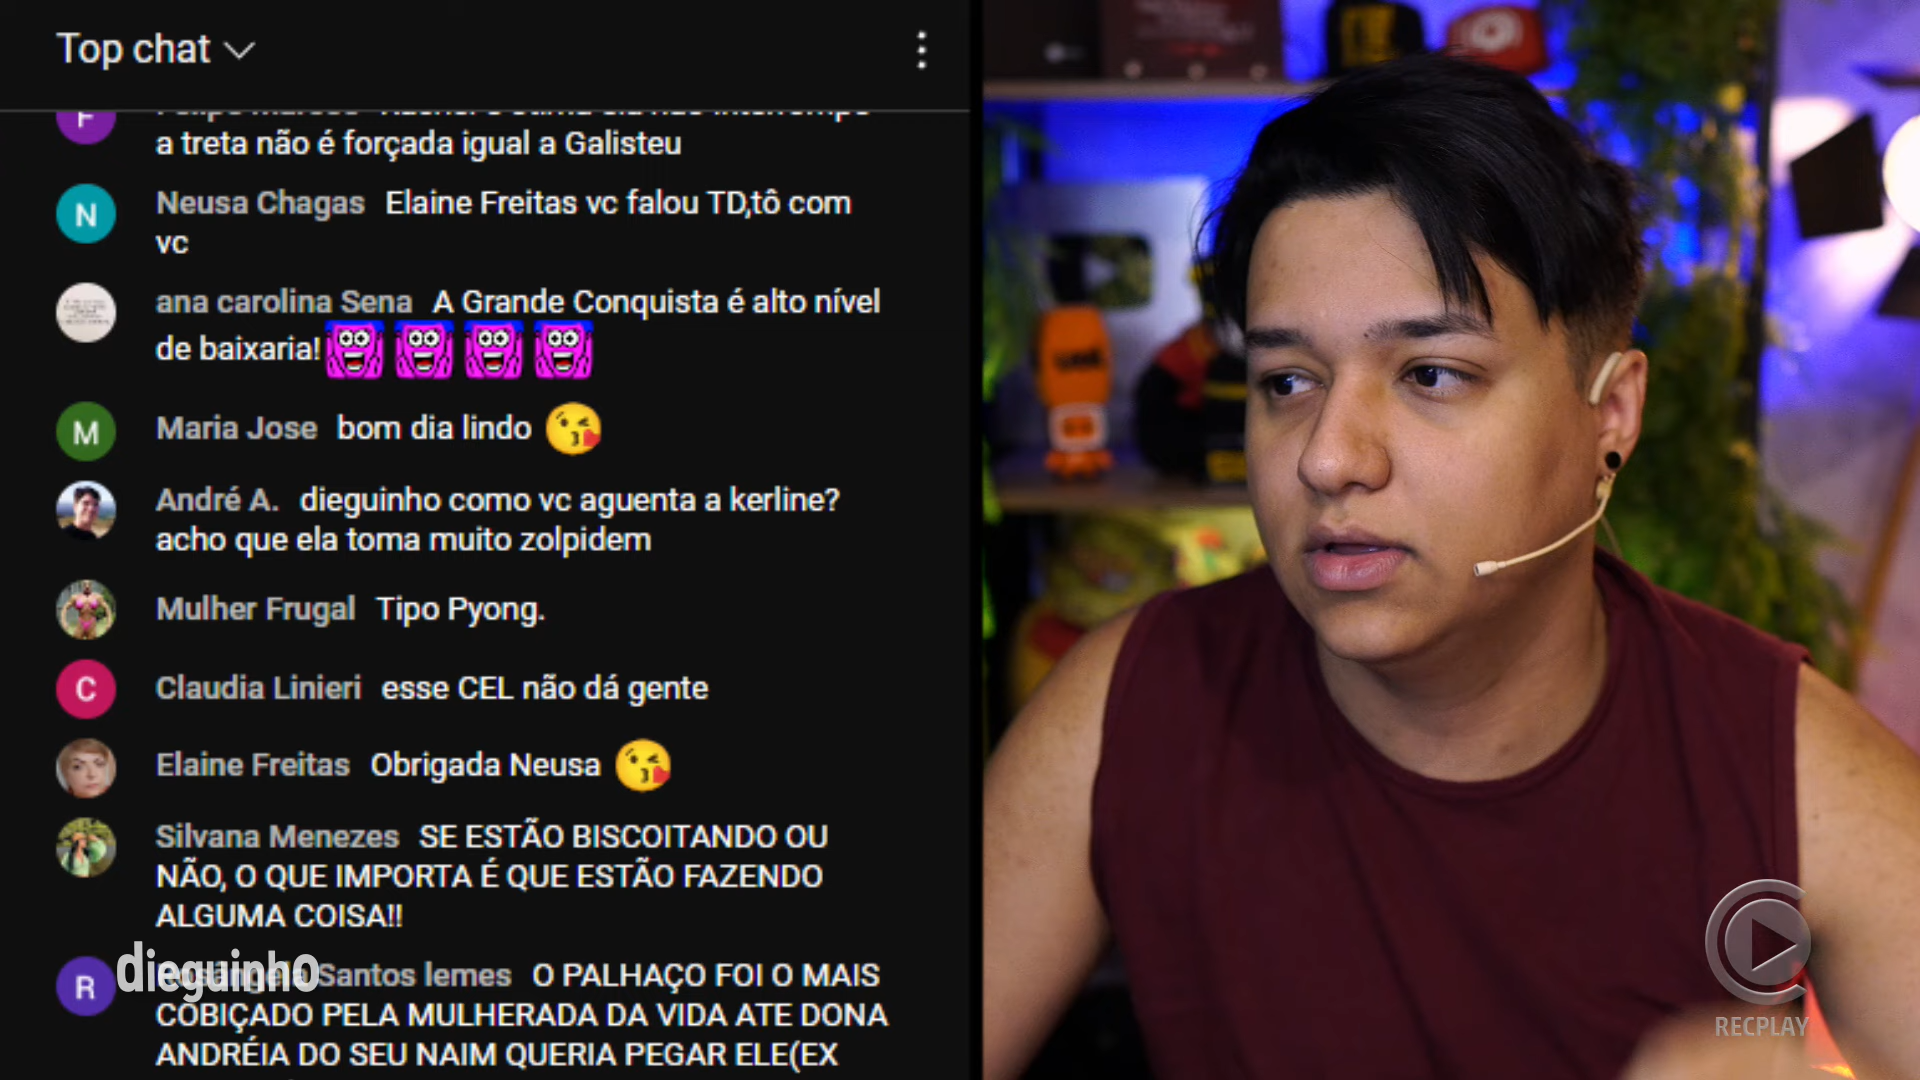 Top chat
a treta não é forçada igual a Galisteu
N
Neusa Chagas Elaine Freitas vc falou TD,tô com
vc
ana carolina Sena A Grande Conquista é alto nível
de baixaria!
M
Maria Jose bom dia lindo
André A. dieguinho como vc aguenta a kerline?
acho que ela toma muito zolpidem
Mulher Frugal Tipo Pyong.
C
Claudia Linieri esse CEL não dá gente
Elaine Freitas Obrigada Neusa
Silvana Menezes SE ESTÃO BISCOITANDO OU
NÃO, O QUE IMPORTA É QUE ESTÃO FAZENDO
ALGUMA COISA!!
dieguinho
R
Santos lemes O PALHAÇO FOI O MAIS
COBIÇADO PELA MULHERADA DA VIDA ATE DONA
ANDRÉIA DO SEU NAIM QUERIA PEGAR ELE(EX
RECPLAY